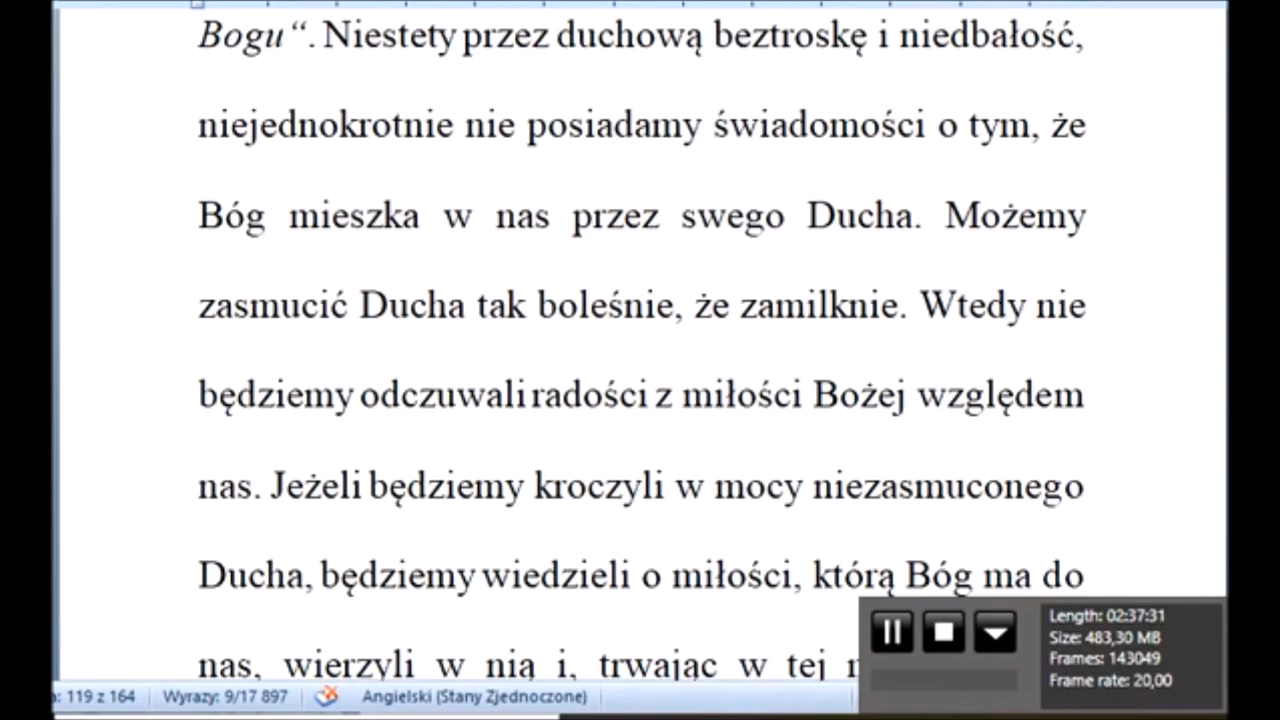 Bogu“. Niestety przez duchową beztroskę i niedbałość,
niejednokrotnie nie posiadamy świadomości o tym, że
Bóg mieszka w nas przez swego Ducha. Możemy
zasmucić Ducha tak boleśnie, że zamilknie. Wtedy nie
będziemy odczuwali radości z miłości Bożej względem
nas. Jeżeli będziemy kroczyli w mocy niezasmuconego
Ducha, będziemy wiedzieli o miłości, którą Bóg ma do
nas, wierzyli w nią i, trwając w tej
Length: 02:37:31
Size: 483,30 MB
Frames: 143049
Frame rate: 20,00
: 119 z 164 Wyrazy: 9/17 897 Angielski (Stany Zjednoczone)